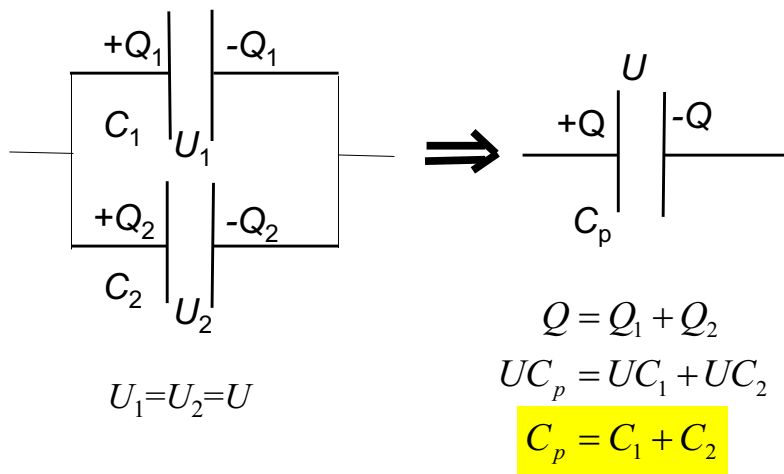 +Q₁ -Q₁
C₁
U₁
+Q₂ -Q₂
C₂
U₂
U₁=U₂=U
U
+Q -Q
Cₚ
Q = Q₁ + Q₂
UCₚ = UC₁ + UC₂
Cₚ = C₁ + C₂